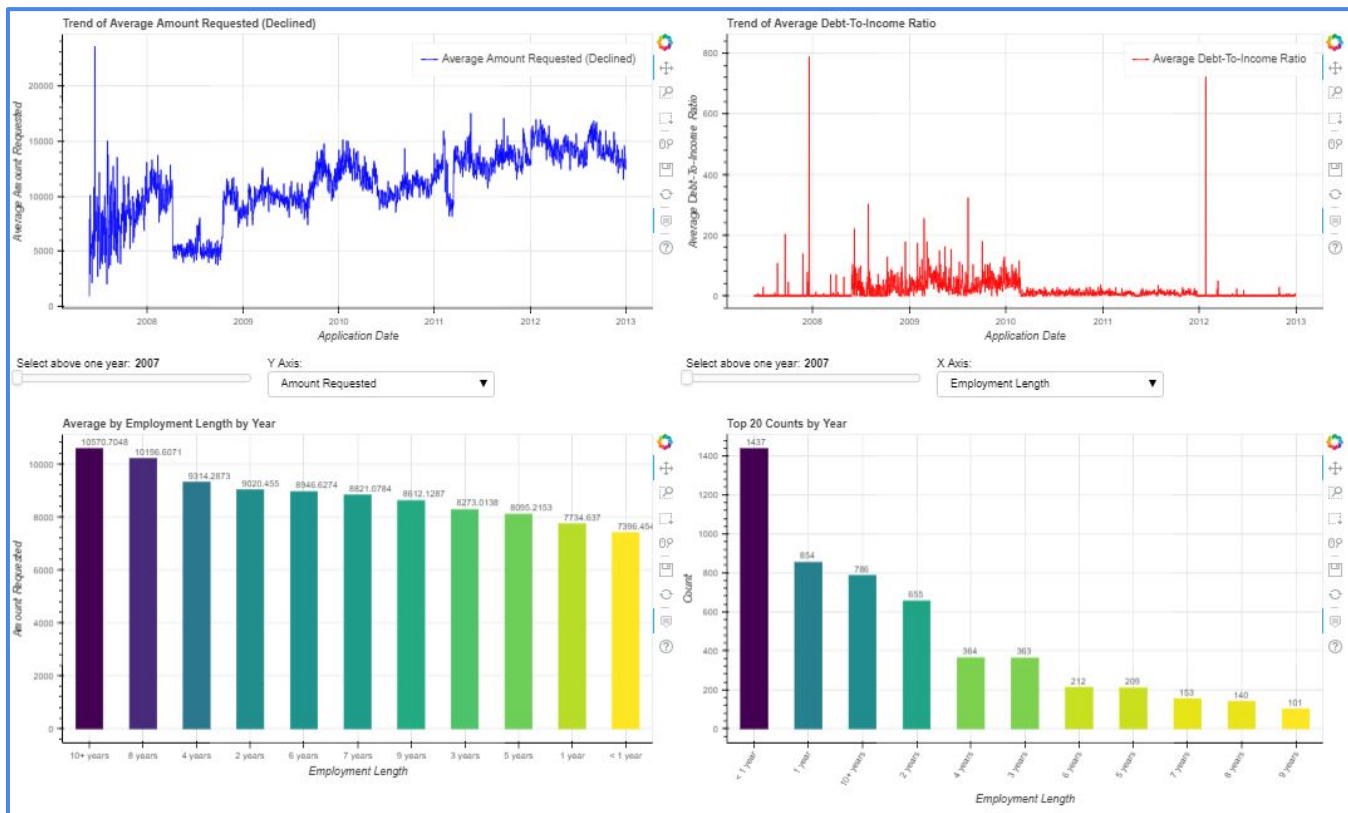 Trend of Average Amount Requested (Declined)
Average Amount Requested (Declined)
Average Amount Requested
20000
15000
10000
5000
0
2008
2009
2010
2011
2012
2013
Application Date
Trend of Average Debt-To-Income Ratio
Average Debt-To-Income Ratio
Average Debt-To-Income Ratio
800
600
400
200
0
2008
2009
2010
2011
2012
2013
Application Date
Select above one year: 2007
Y Axis:
Amount Requested
Select above one year: 2007
X Axis:
Employment Length
Average by Employment Length by Year
Amount Requested
10000
8000
6000
4000
2000
0
10570.7048
10196.6071
9314.2873
9020.455
8946.6274
8821.0784
8612.1287
8273.0138
8095.2153
7734.637
7396.454
10+ years
8 years
4 years
2 years
6 years
7 years
9 years
3 years
5 years
1 year
< 1 year
Employment Length
Top 20 Counts by Year
Count
1400
1200
1000
800
600
400
200
0
1437
854
786
655
364
363
212
209
153
140
101
< 1 year
1 year
10+ years
2 years
4 years
3 years
6 years
5 years
7 years
8 years
9 years
Employment Length